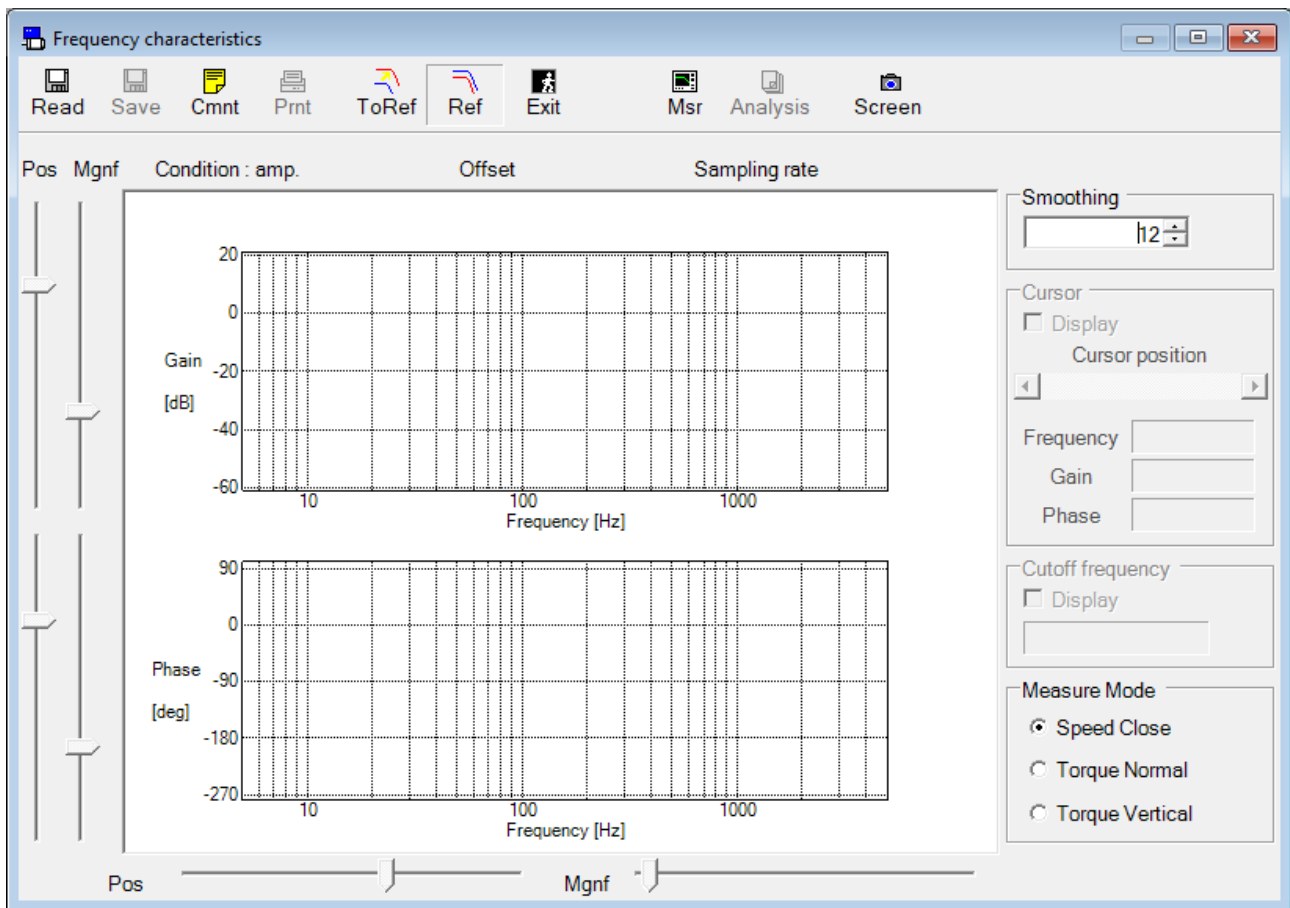 Frequency characteristics
Read Save Cmnt Prnt ToRef Ref Exit Msr Analysis Screen
Pos Mgnf Condition : amp. Offset Sampling rate
Smoothing
12
20
0
Gain
-20
[dB]
-40
-60
10 100 1000
Frequency [Hz]
90
0
Phase
-90
[deg]
-180
-270
10 100 1000
Frequency [Hz]
Cursor
Display
Cursor position
Frequency
Gain
Phase
Cutoff frequency
Display
Measure Mode
Speed Close
Torque Normal
Torque Vertical
Pos Mgnf